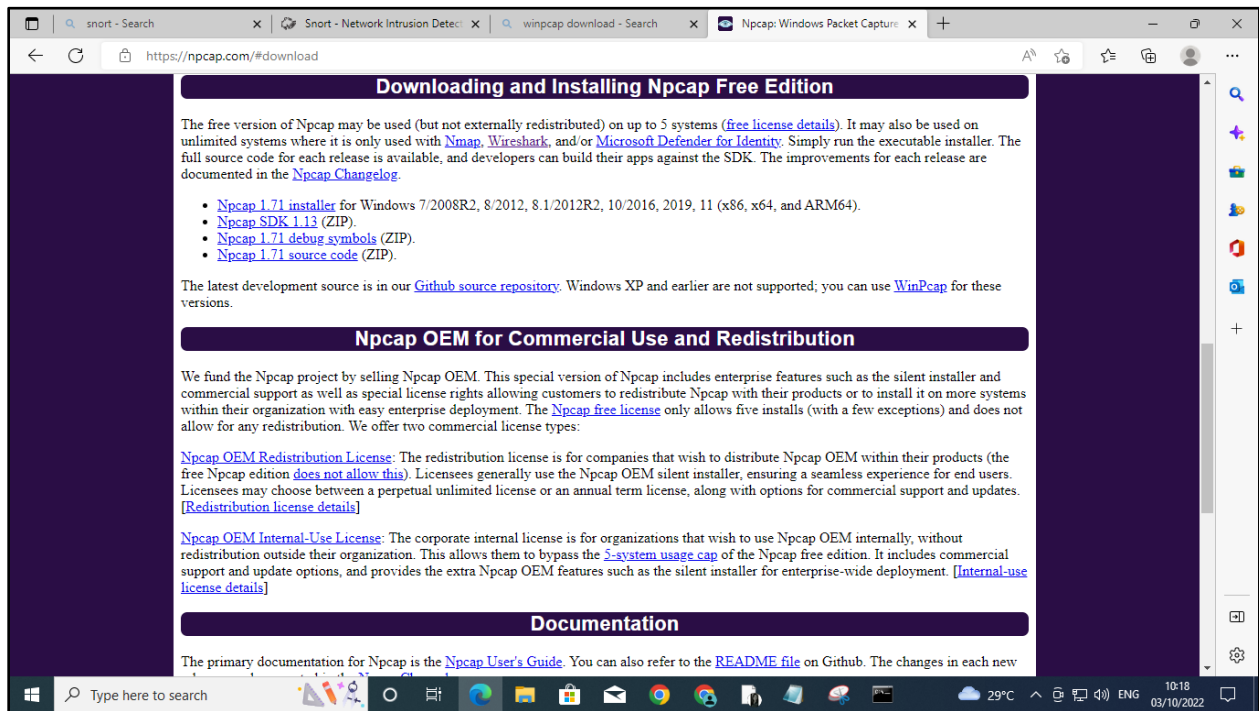 snort - Search
Snort - Network Intrusion Detect
winpcap download - Search
Npcap: Windows Packet Capture
https://npcap.com/#download
Downloading and Installing Npcap Free Edition
The free version of Npcap may be used (but not externally redistributed) on up to 5 systems (free license details). It may also be used on
unlimited systems where it is only used with Nmap, Wireshark, and/or Microsoft Defender for Identity. Simply run the executable installer. The
full source code for each release is available, and developers can build their apps against the SDK. The improvements for each release are
documented in the Npcap Changelog.
• Npcap 1.71 installer for Windows 7/2008R2, 8/2012, 8.1/2012R2, 10/2016, 2019, 11 (x86, x64, and ARM64).
• Npcap SDK 1.13 (ZIP).
• Npcap 1.71 debug symbols (ZIP).
• Npcap 1.71 source code (ZIP).
The latest development source is in our Github source repository. Windows XP and earlier are not supported; you can use WinPcap for these
versions.
Npcap OEM for Commercial Use and Redistribution
We fund the Npcap project by selling Npcap OEM. This special version of Npcap includes enterprise features such as the silent installer and
commercial support as well as special license rights allowing customers to redistribute Npcap with their products or to install it on more systems
within their organization with easy enterprise deployment. The Npcap free license only allows five installs (with a few exceptions) and does not
allow for any redistribution. We offer two commercial license types:
Npcap OEM Redistribution License: The redistribution license is for companies that wish to distribute Npcap OEM within their products (the
free Npcap edition does not allow this). Licensees generally use the Npcap OEM silent installer, ensuring a seamless experience for end users.
Licensees may choose between a perpetual unlimited license or an annual term license, along with options for commercial support and updates.
[Redistribution license details]
Npcap OEM Internal-Use License: The corporate internal license is for organizations that wish to use Npcap OEM internally, without
redistribution outside their organization. This allows them to bypass the 5-system usage cap of the Npcap free edition. It includes commercial
support and update options, and provides the extra Npcap OEM features such as the silent installer for enterprise-wide deployment. [Internal-use
license details]
Documentation
The primary documentation for Npcap is the Npcap User's Guide. You can also refer to the README file on Github. The changes in each new
Type here to search
29°C
ENG
10:18
03/10/2022